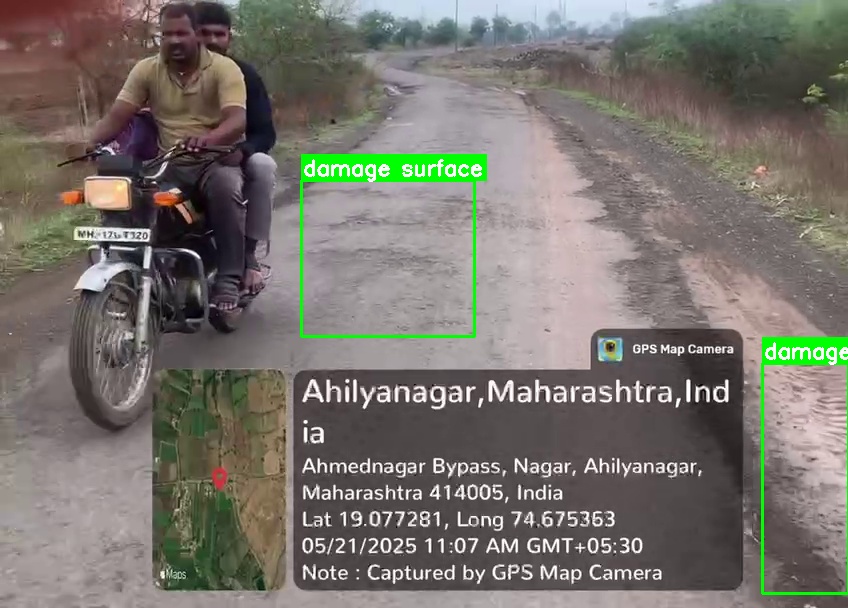 damage surface
MH
GPS Map Camera
damage
Ahilyanagar,Maharashtra,Ind
ia
Ahmednagar Bypass, Nagar, Ahilyanagar,
Maharashtra 414005, India
Lat 19.077281, Long 74.675363
05/21/2025 11:07 AM GMT+05:30
Note : Captured by GPS Map Camera
Maps